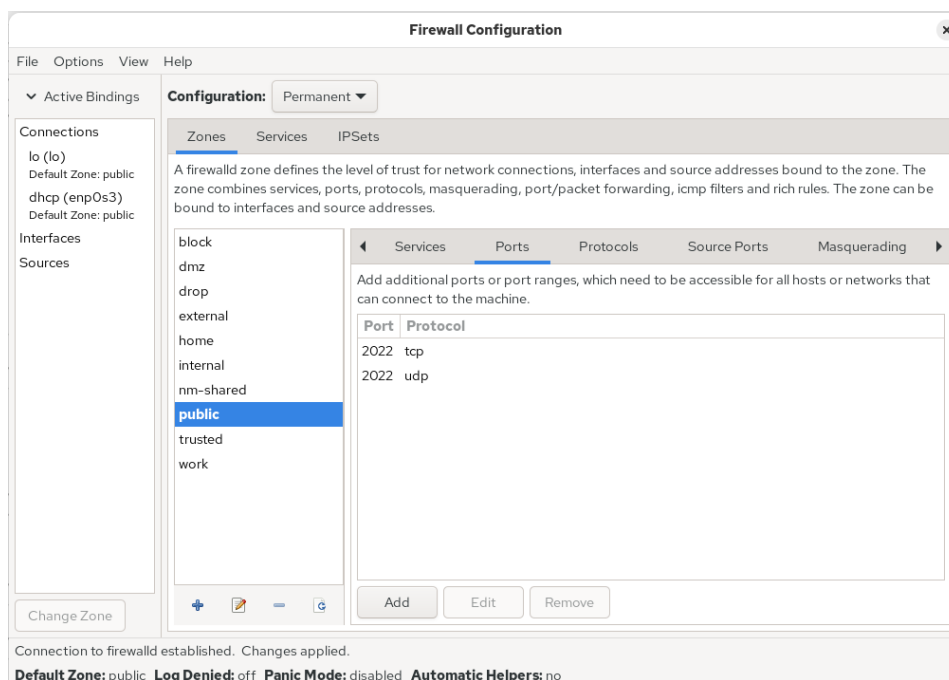 Firewall Configuration
File Options View Help
Active Bindings
Configuration: Permanent
Connections
lo (lo)
Default Zone: public
dhcp (enp0s3)
Default Zone: public
Interfaces
Sources
Change Zone
Zones Services IPSets
A firewalld zone defines the level of trust for network connections, interfaces and source addresses bound to the zone. The
zone combines services, ports, protocols, masquerading, port/packet forwarding, icmp filters and rich rules. The zone can be
bound to interfaces and source addresses.
block
dmz
drop
external
home
internal
nm-shared
public
trusted
work
Services Ports Protocols Source Ports Masquerading
Add additional ports or port ranges, which need to be accessible for all hosts or networks that
can connect to the machine.
Port Protocol
2022 tcp
2022 udp
Add Edit Remove
Connection to firewalld established. Changes applied.
Default Zone: public Log Denied: off Panic Mode: disabled Automatic Helpers: no